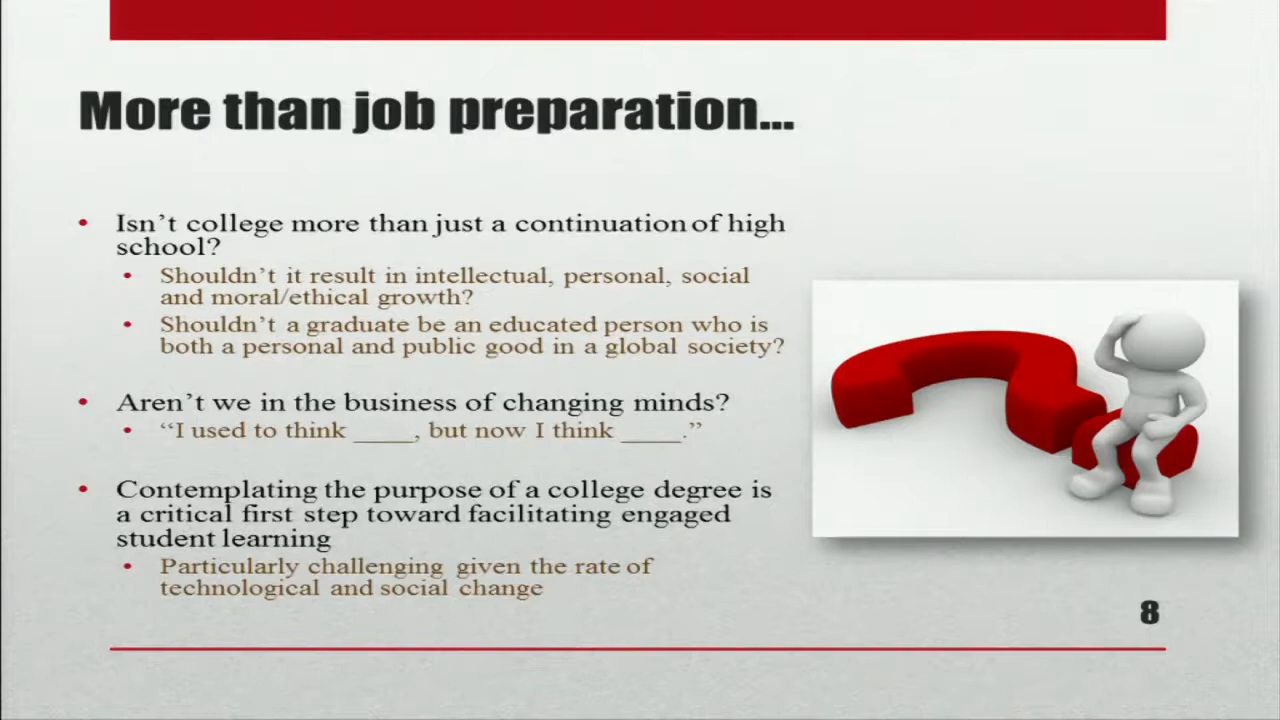 More than job preparation...
• Isn't college more than just a continuation of high
school?
• Shouldn't it result in intellectual, personal, social
and moral/ethical growth?
• Shouldn't a graduate be an educated person who is
both a personal and public good in a global society?
• Aren't we in the business of changing minds?
• “I used to think ____, but now I think ____.”
• Contemplating the purpose of a college degree is
a critical first step toward facilitating engaged
student learning
• Particularly challenging given the rate of
technological and social change
8